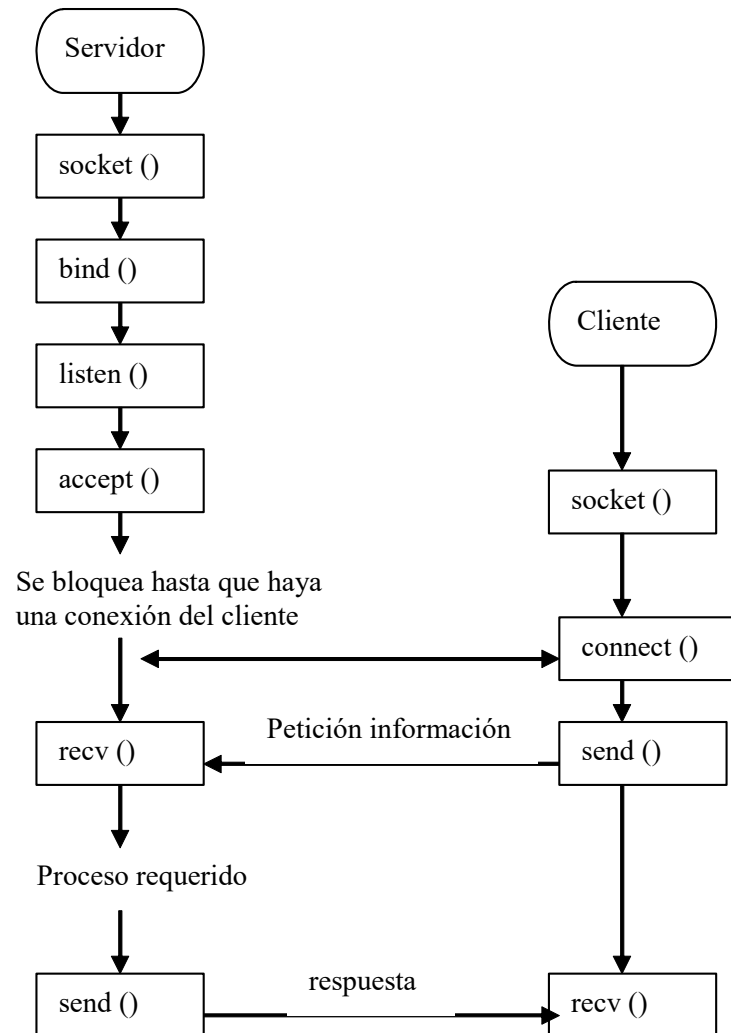 Servidor
socket ()
bind ()
listen ()
accept ()
Se bloquea hasta que haya
una conexión del cliente
recv ()
Proceso requerido
send ()
Cliente
socket ()
connect ()
Petición información
send ()
respuesta
recv ()